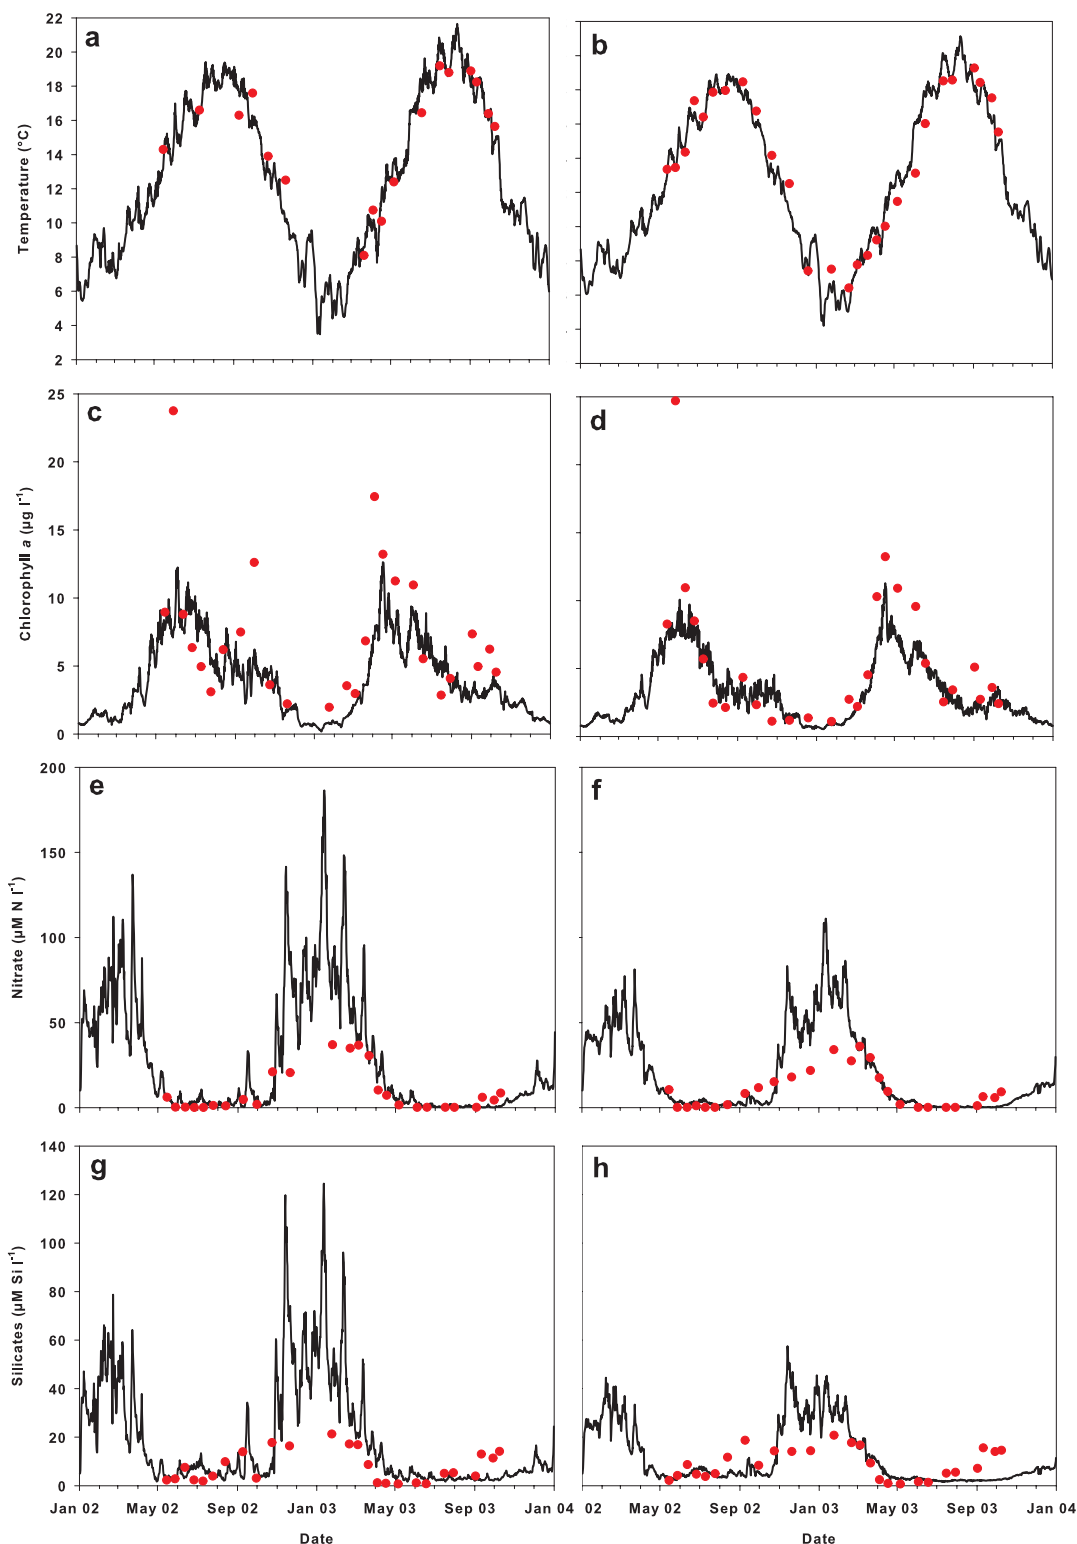 a
b
22
20
18
16
14
12
10
8
6
4
2
Temperature (°C)
c
d
25
20
15
10
5
0
Chlorophyll a (µg l-1)
e
f
200
150
100
50
0
Nitrate (µM N l-1)
g
h
140
120
100
80
60
40
20
0
Silicates (µM Si l-1)
Jan 02 May 02 Sep 02 Jan 03 May 03 Sep 03 Jan 04
02 May 02 Sep 02 Jan 03 May 03 Sep 03 Jan 04
Date
Date